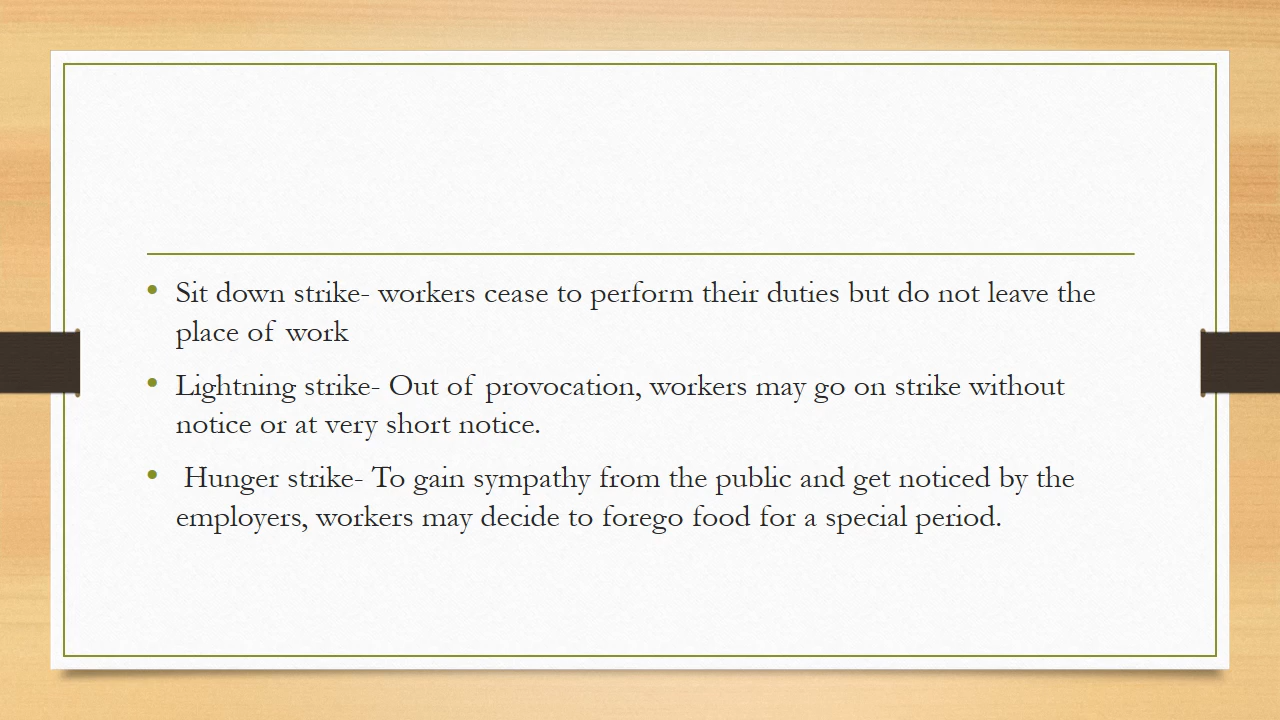 • Sit down strike- workers cease to perform their duties but do not leave the
place of work
• Lightning strike- Out of provocation, workers may go on strike without
notice or at very short notice.
• Hunger strike- To gain sympathy from the public and get noticed by the
employers, workers may decide to forego food for a special period.